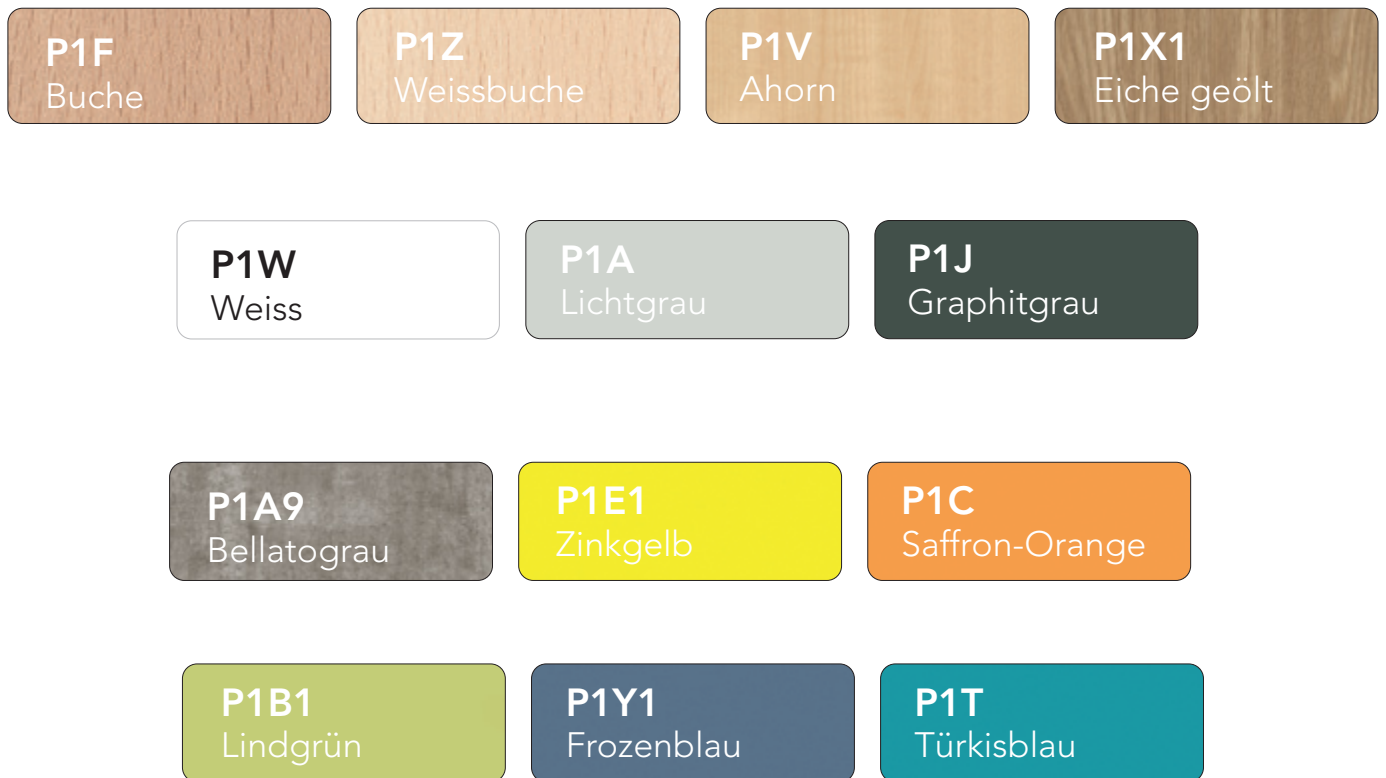 P1F
Buche
P1Z
Weissbuche
P1V
Ahorn
P1X1
Eiche geölt
P1W
Weiss
P1A
Lichtgrau
P1J
Graphitgrau
P1A9
Bellatograu
P1E1
Zinkgelb
P1C
Saffron-Orange
P1B1
Lindgrün
P1Y1
Frozenblau
P1T
Türkisblau